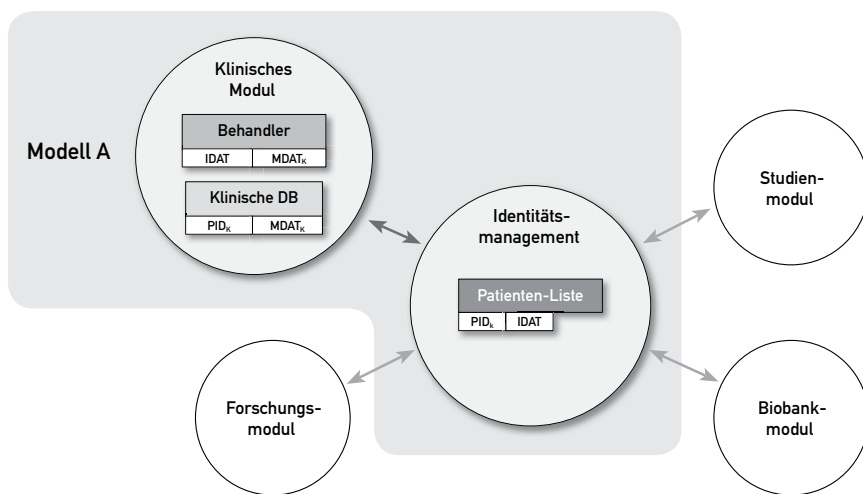 Klinisches
Modul
Behandler
IDAT MDATK
Modell A
Klinische DB
PIDK MDATK
Studien-
modul
Identitäts-
management
Patienten-Liste
PIDk IDAT
Forschungs-
modul
Biobank-
modul